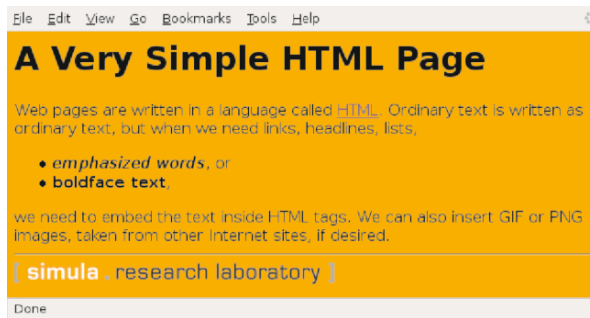 File Edit View Go Bookmarks Tools Help
A Very Simple HTML Page
Web pages are written in a language called HTML. Ordinary text is written as
ordinary text, but when we need links, headlines, lists,
• emphasized words, or
• boldface text,
we need to embed the text inside HTML tags. We can also insert GIF or PNG
images, taken from other Internet sites, if desired.
[ simula . research laboratory ]
Done